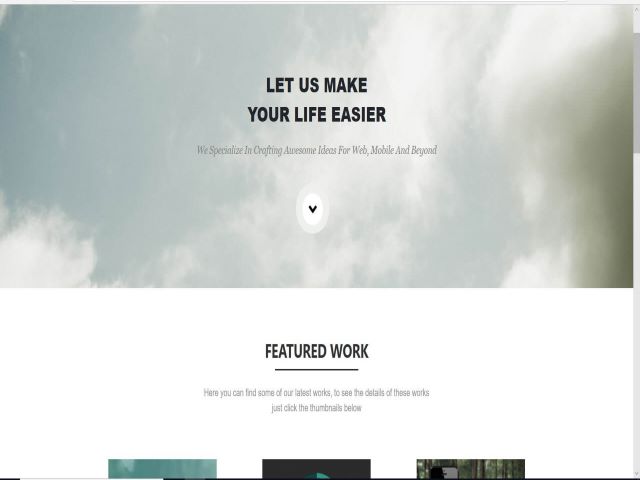 LET US MAKE
YOUR LIFE EASIER
We Specialize In Crafting Awesome Ideas For Web, Mobile And Beyond
FEATURED WORK
Here you can find some of our latest works, to see the details of these works
just click the thumbnails below